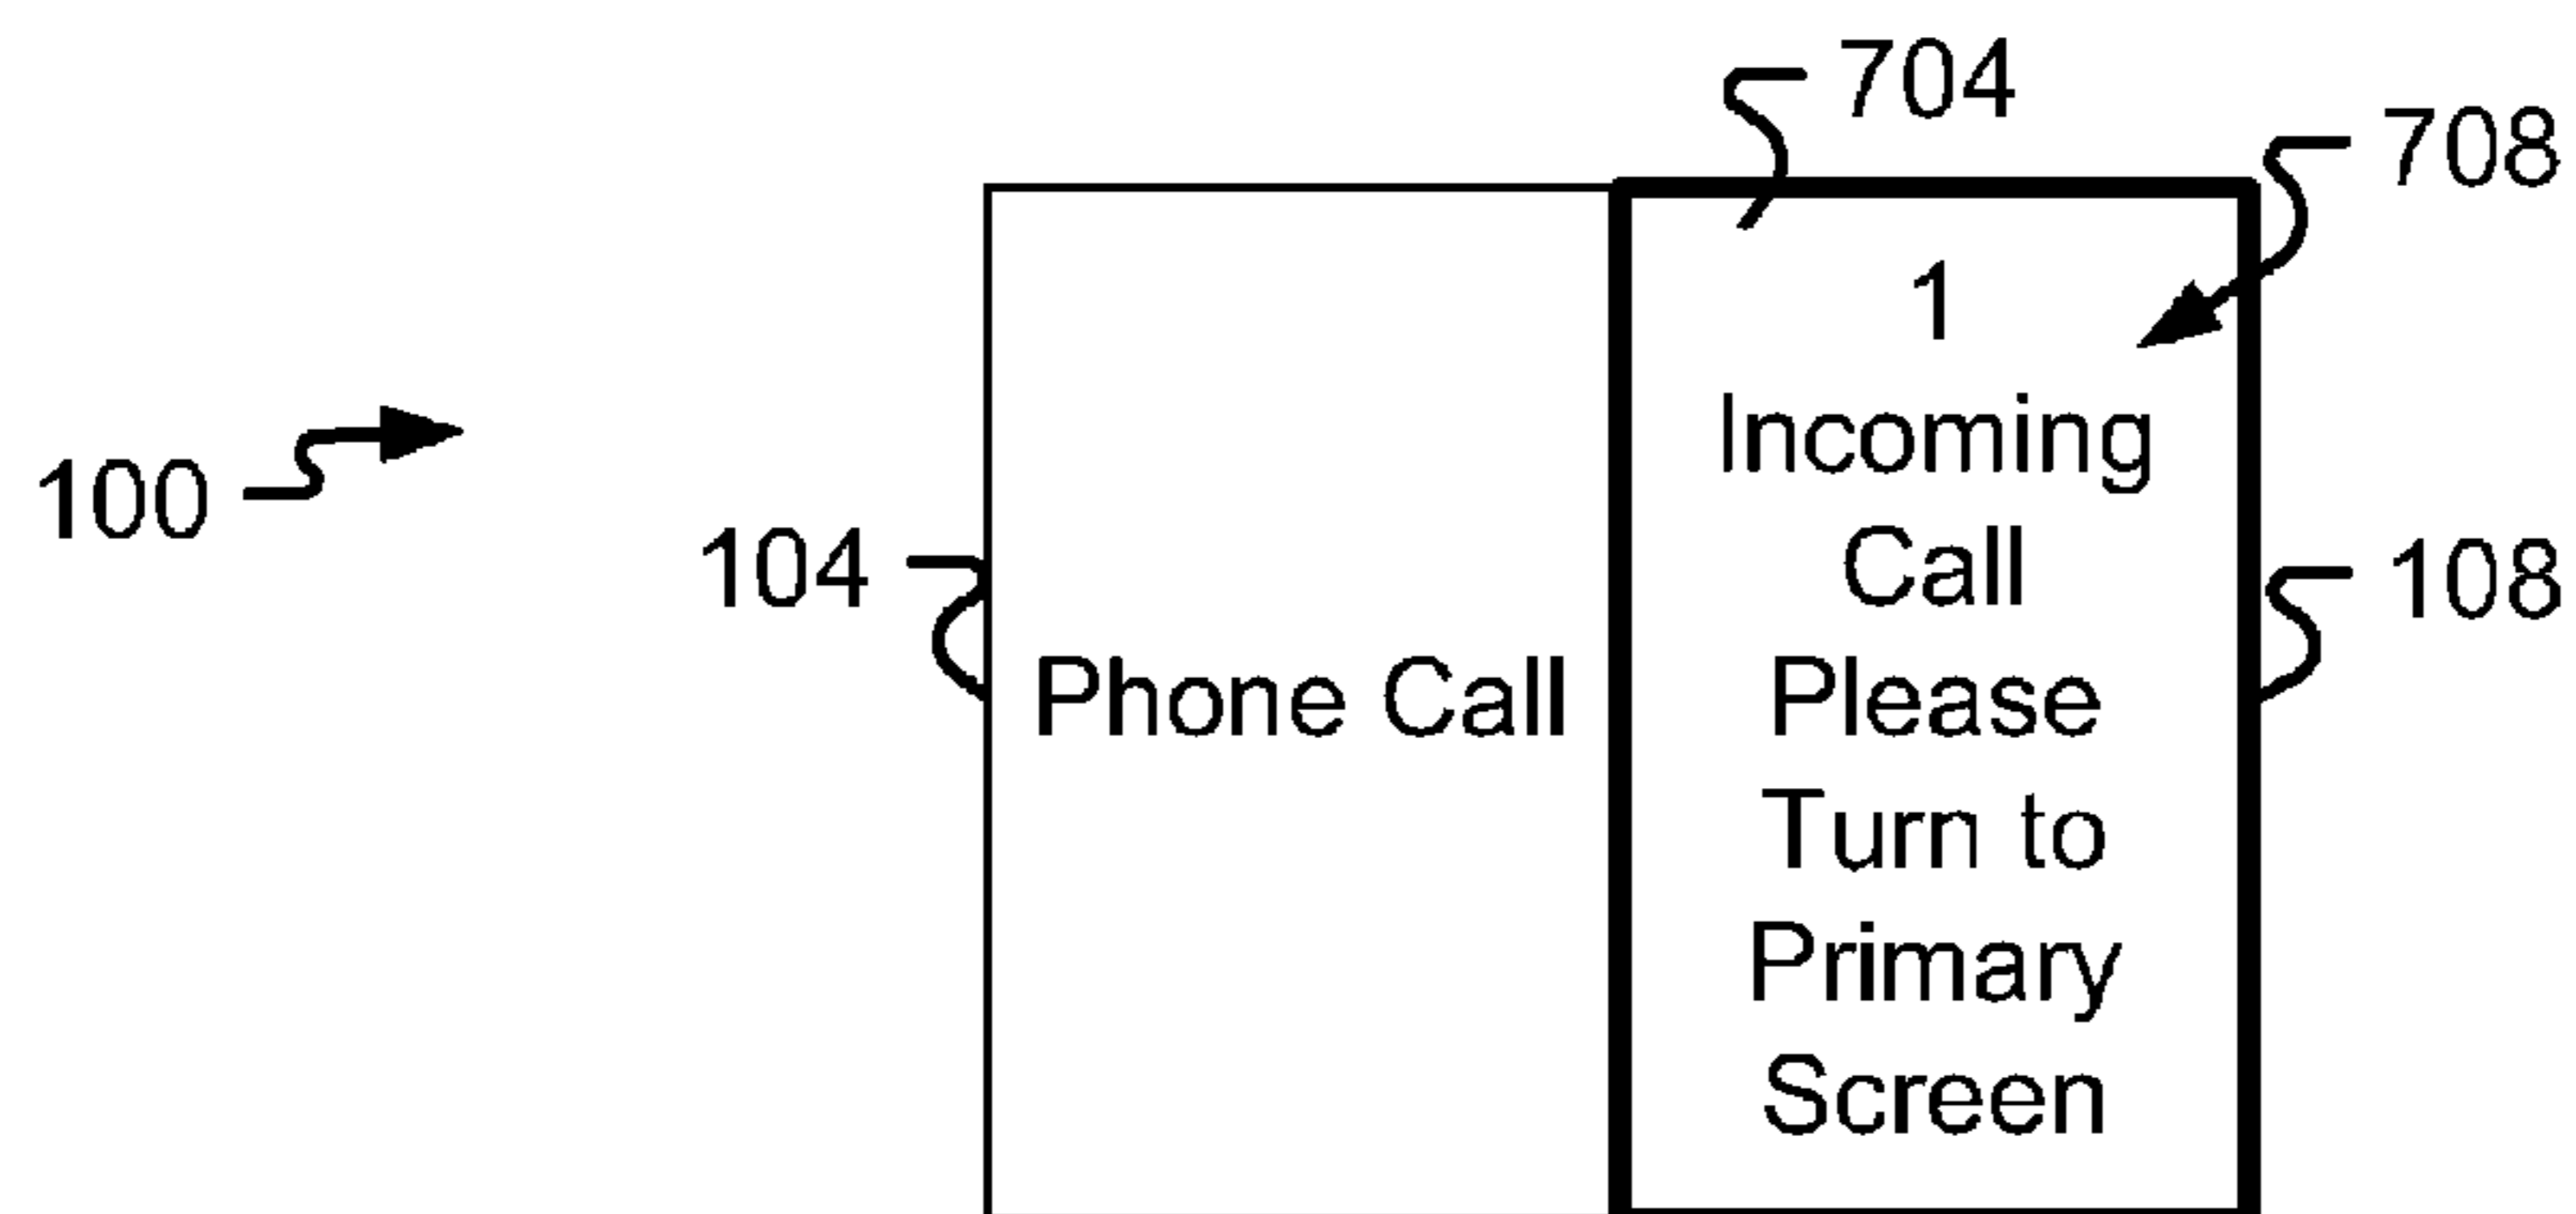 704
708
1
Incoming
100
Call
104
108
Phone Call
Please
Turn to
Primary
Screen